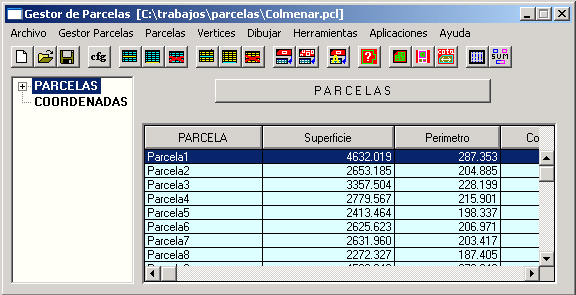 Gestor de Parcelas [C:\trabajos\parcelas\Colmenar.pcl]
Archivo Gestor Parcelas Parcelas Vertices Dibujar Herramientas Aplicaciones Ayuda
cfg SUM
PARCELAS
COORDENADAS
PARCELAS
PARCELA Superficie Perimetro Co
Parcela1 4632.019 287.353
Parcela2 2653.185 204.885
Parcela3 3357.504 228.199
Parcela4 2779.567 215.901
Parcela5 2413.464 198.337
Parcela6 2625.623 206.971
Parcela7 2631.960 203.417
Parcela8 2272.327 187.405